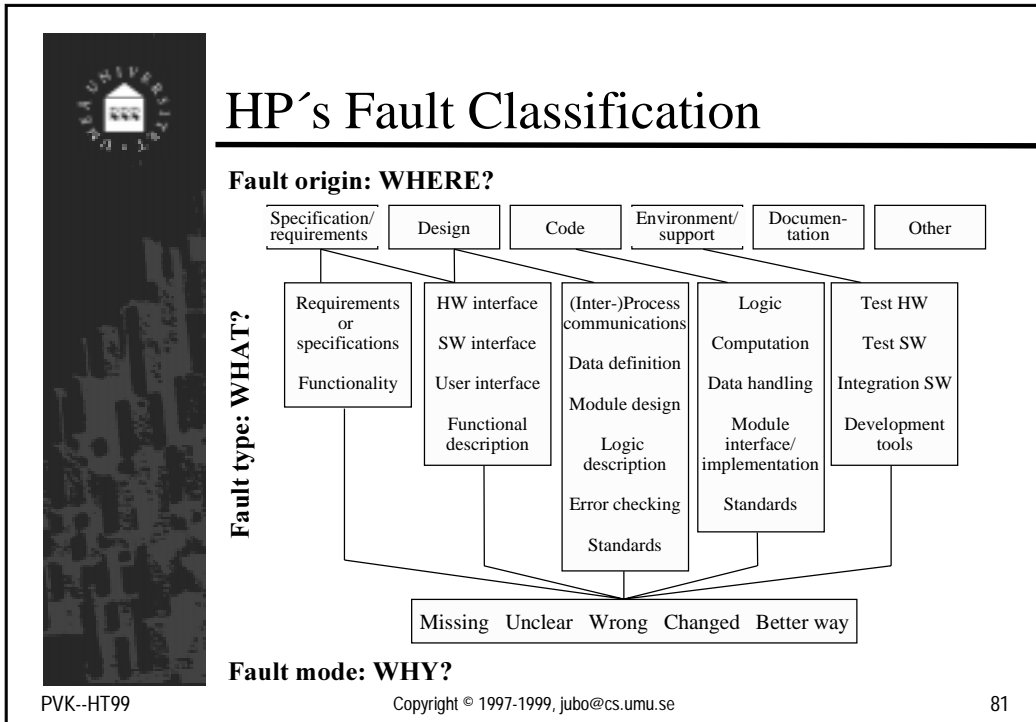 UMEÅ UNIVERSITET
HP´s Fault Classification
Fault origin: WHERE?
Specification/
requirements
Design
Code
Environment/
support
Documen-
tation
Other
Fault type: WHAT?
Requirements
or
specifications
Functionality
HW interface
SW interface
User interface
Functional
description
(Inter-)Process
communications
Data definition
Module design
Logic
description
Error checking
Standards
Logic
Computation
Data handling
Module
interface/
implementation
Standards
Test HW
Test SW
Integration SW
Development
tools
Missing Unclear Wrong Changed Better way
Fault mode: WHY?
PVK--HT99
Copyright © 1997-1999, jubo@cs.umu.se
81